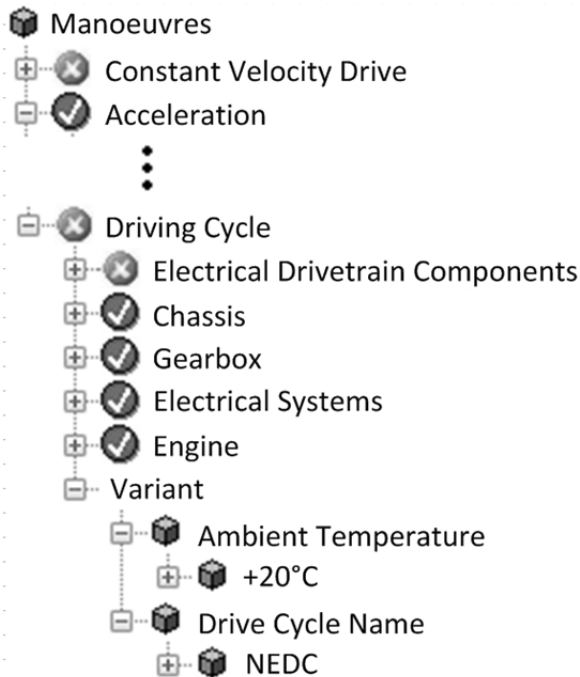 Manoeuvres
Constant Velocity Drive
Acceleration
Driving Cycle
Electrical Drivetrain Components
Chassis
Gearbox
Electrical Systems
Engine
Variant
Ambient Temperature
+20°C
Drive Cycle Name
NEDC